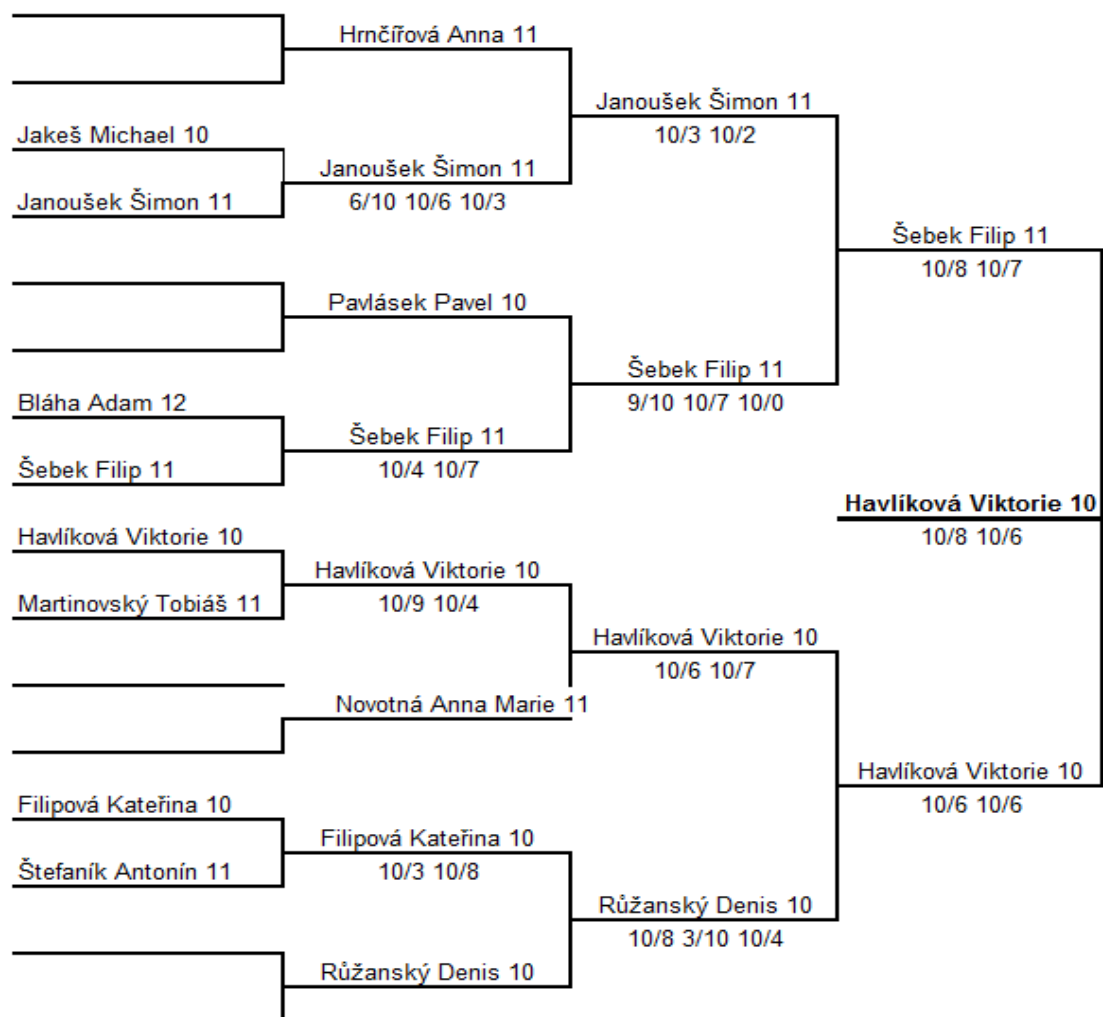 Hrnčířová Anna 11
Janoušek Šimon 11
10/3 10/2
Jakeš Michael 10
Janoušek Šimon 11
6/10 10/6 10/3
Janoušek Šimon 11
Šebek Filip 11
10/8 10/7
Pavlásek Pavel 10
Šebek Filip 11
9/10 10/7 10/0
Bláha Adam 12
Šebek Filip 11
10/4 10/7
Šebek Filip 11
Havlíková Viktorie 10
10/8 10/6
Havlíková Viktorie 10
Havlíková Viktorie 10
10/9 10/4
Martinovský Tobiáš 11
Havlíková Viktorie 10
10/6 10/7
Novotná Anna Marie 11
Havlíková Viktorie 10
10/6 10/6
Filipová Kateřina 10
Filipová Kateřina 10
10/3 10/8
Štefaník Antonín 11
Růžanský Denis 10
10/8 3/10 10/4
Růžanský Denis 10